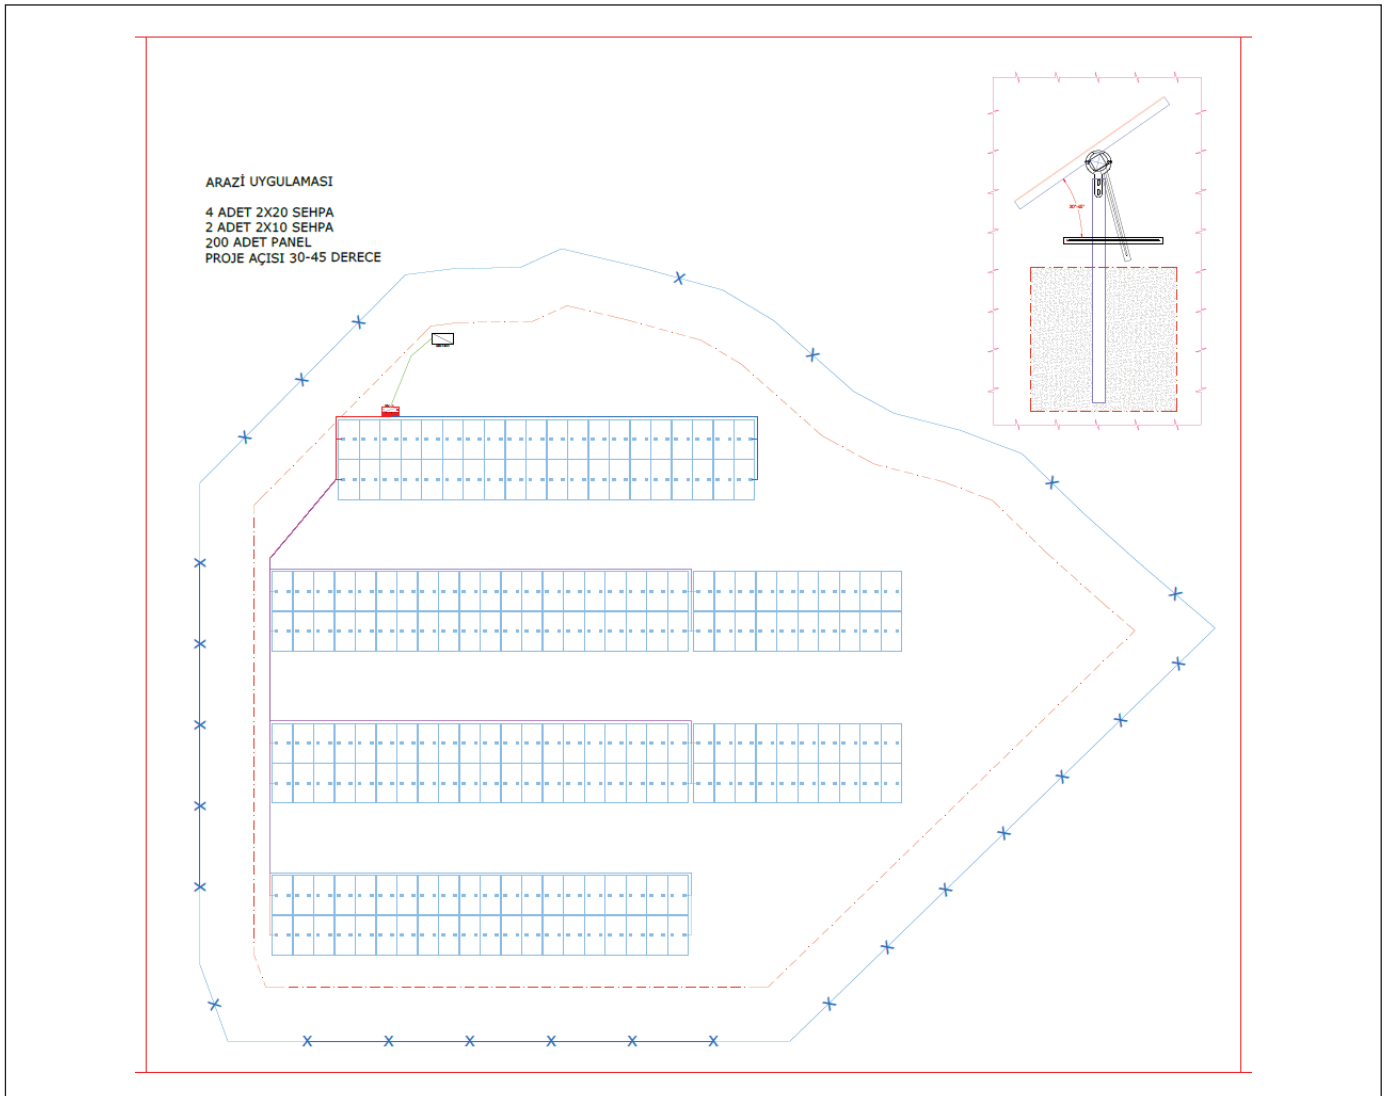 ARAZİ UYGULAMASI
4 ADET 2X20 SEHPA
2 ADET 2X10 SEHPA
200 ADET PANEL
PROJE AÇISI 30-45 DERECE